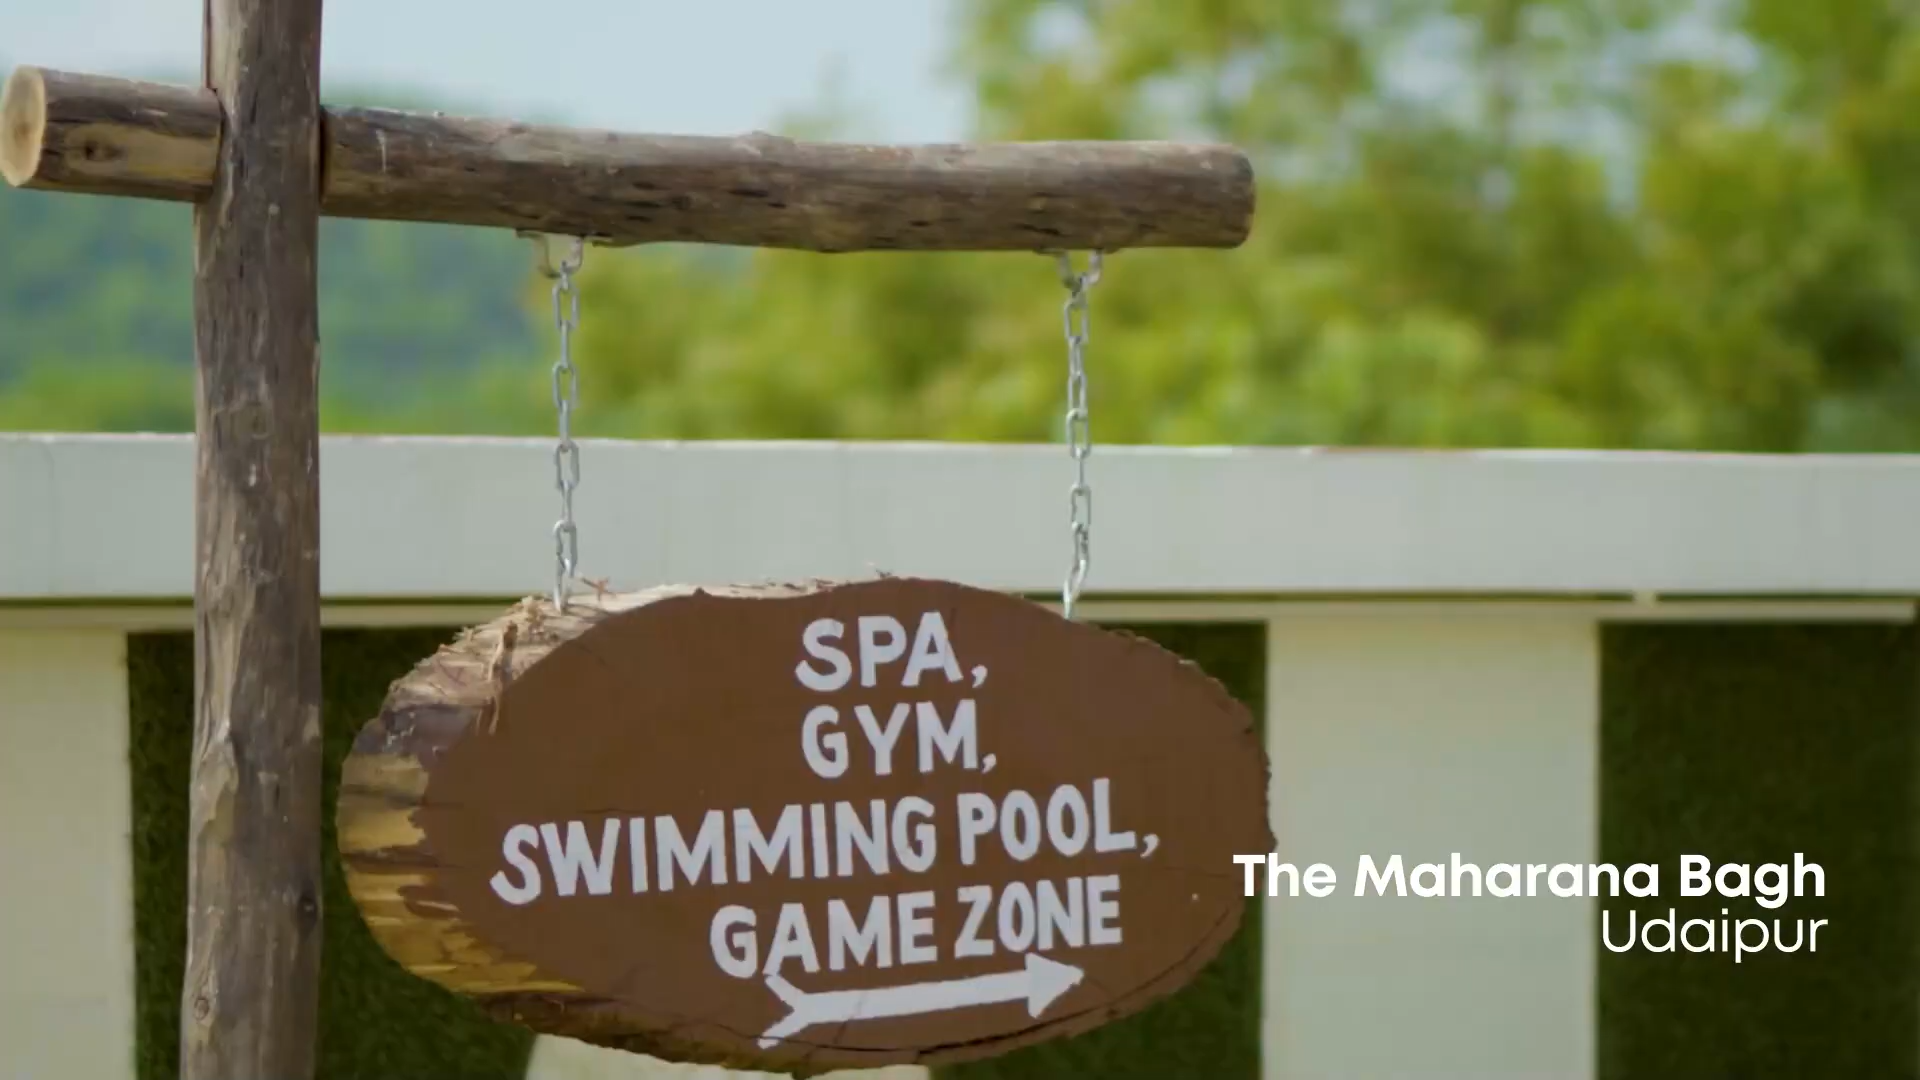 SPA,
GYM,
SWIMMING POOL,
GAME ZONE
The Maharana Bagh
Udaipur